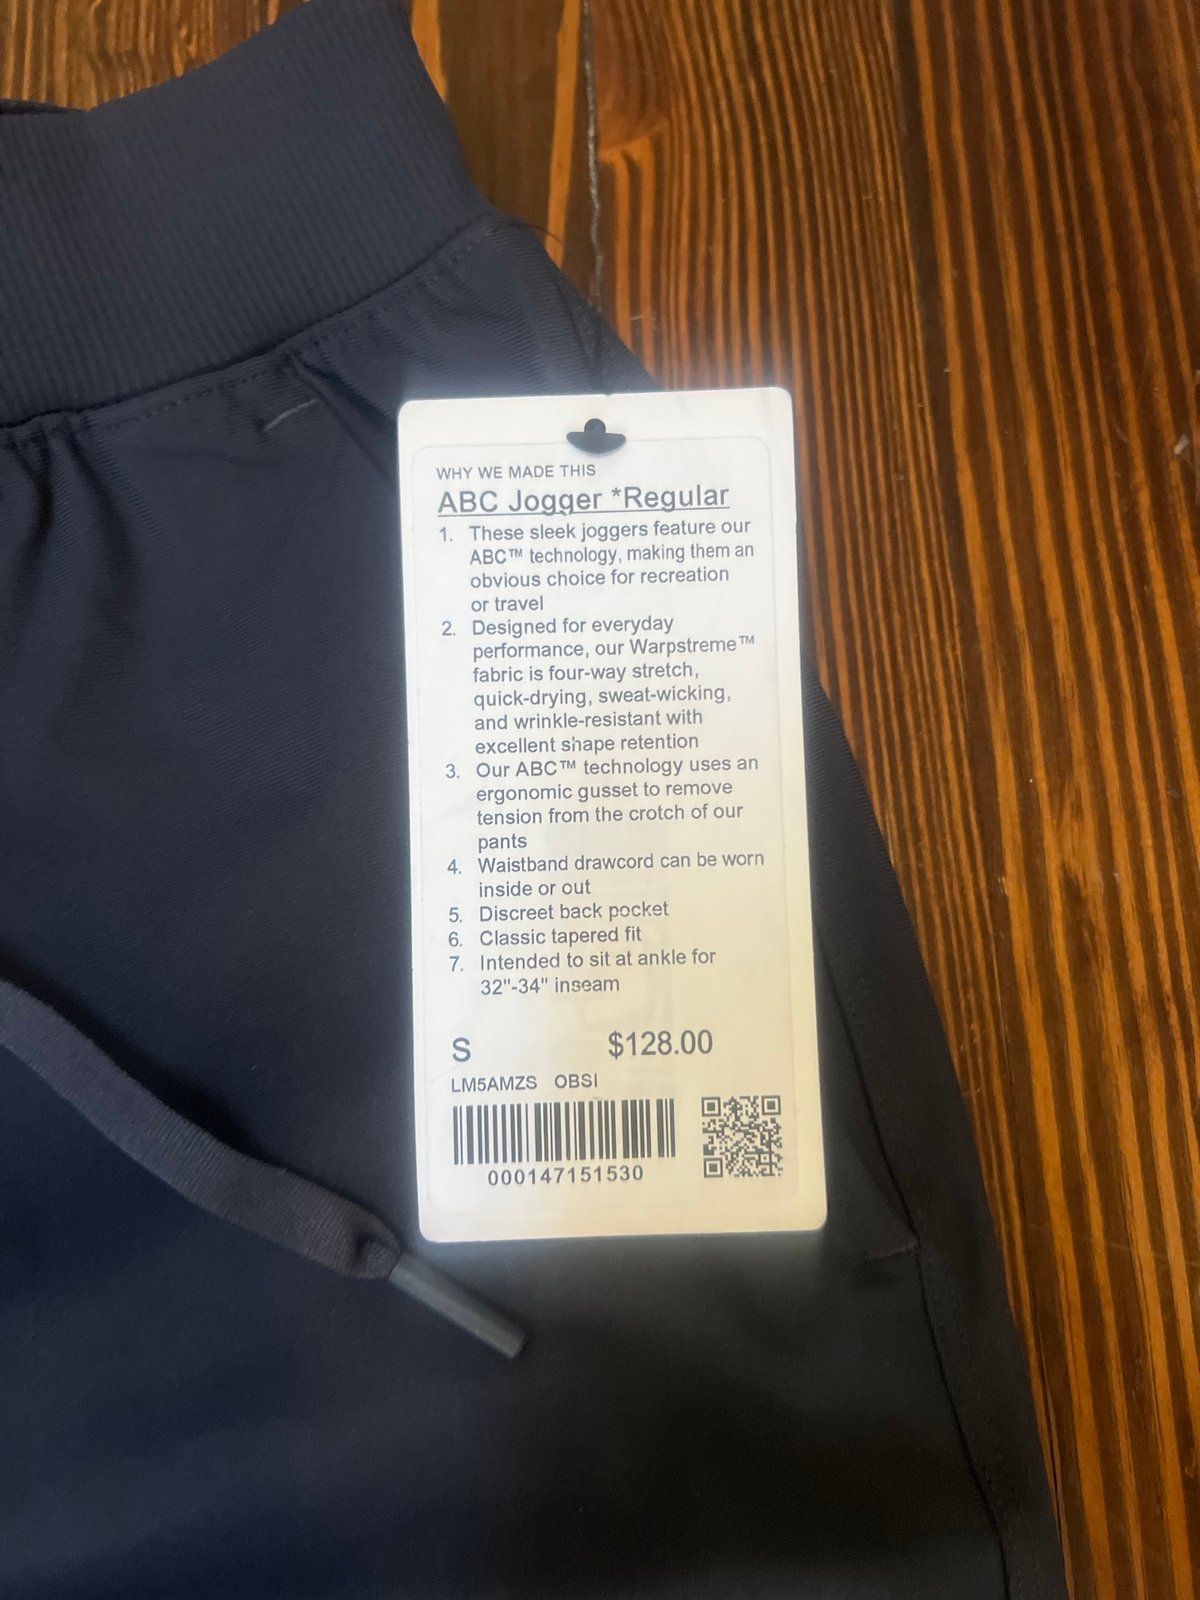 WHY WE MADE THIS
ABC Jogger *Regular
1. These sleek joggers feature our
ABC™ technology, making them an
obvious choice for recreation
or travel
2. Designed for everyday
performance, our Warpstreme™
fabric is four-way stretch,
quick-drying, sweat-wicking,
and wrinkle-resistant with
excellent shape retention
3. Our ABC™ technology uses an
ergonomic gusset to remove
tension from the crotch of our
pants
4. Waistband drawcord can be worn
inside or out
5. Discreet back pocket
6. Classic tapered fit
7. Intended to sit at ankle for
32"-34" inseam
S $128.00
LM5AMZS OBSI
000147151530